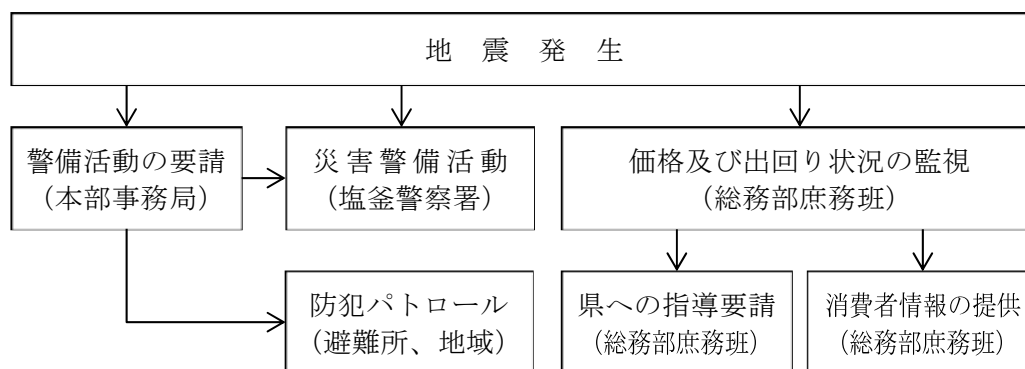 地震発生
警備活動の要請
(本部事務局)
災害警備活動
(塩釜警察署)
価格及び出回り状況の監視
(総務部庶務班)
防犯パトロール
(避難所、地域)
県への指導要請
(総務部庶務班)
消費者情報の提供
(総務部庶務班)